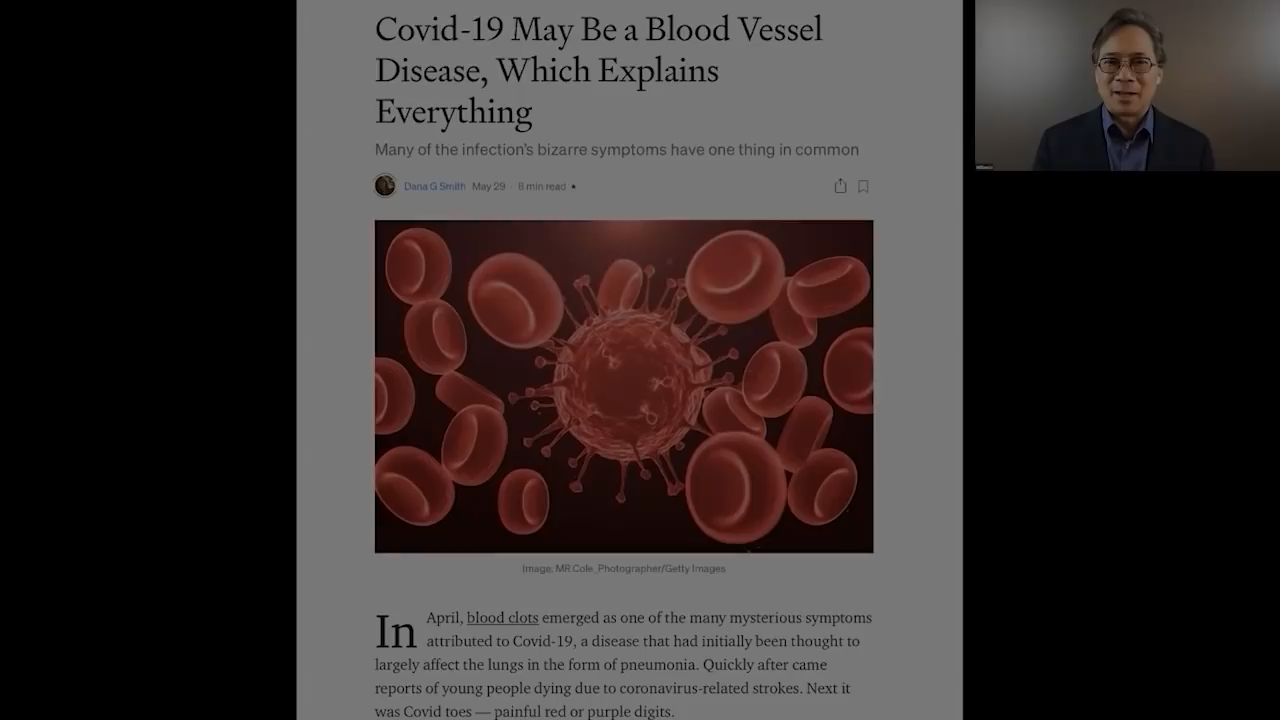 Covid-19 May Be a Blood Vessel
Disease, Which Explains
Everything
Many of the infection's bizarre symptoms have one thing in common
Dana G Smith May 29 · 8 min read ★
Image: MR.Cole_Photographer/Getty Images
In April, blood clots emerged as one of the many mysterious symptoms
attributed to Covid-19, a disease that had initially been thought to
largely affect the lungs in the form of pneumonia. Quickly after came
reports of young people dying due to coronavirus-related strokes. Next it
was Covid toes — painful red or purple digits.